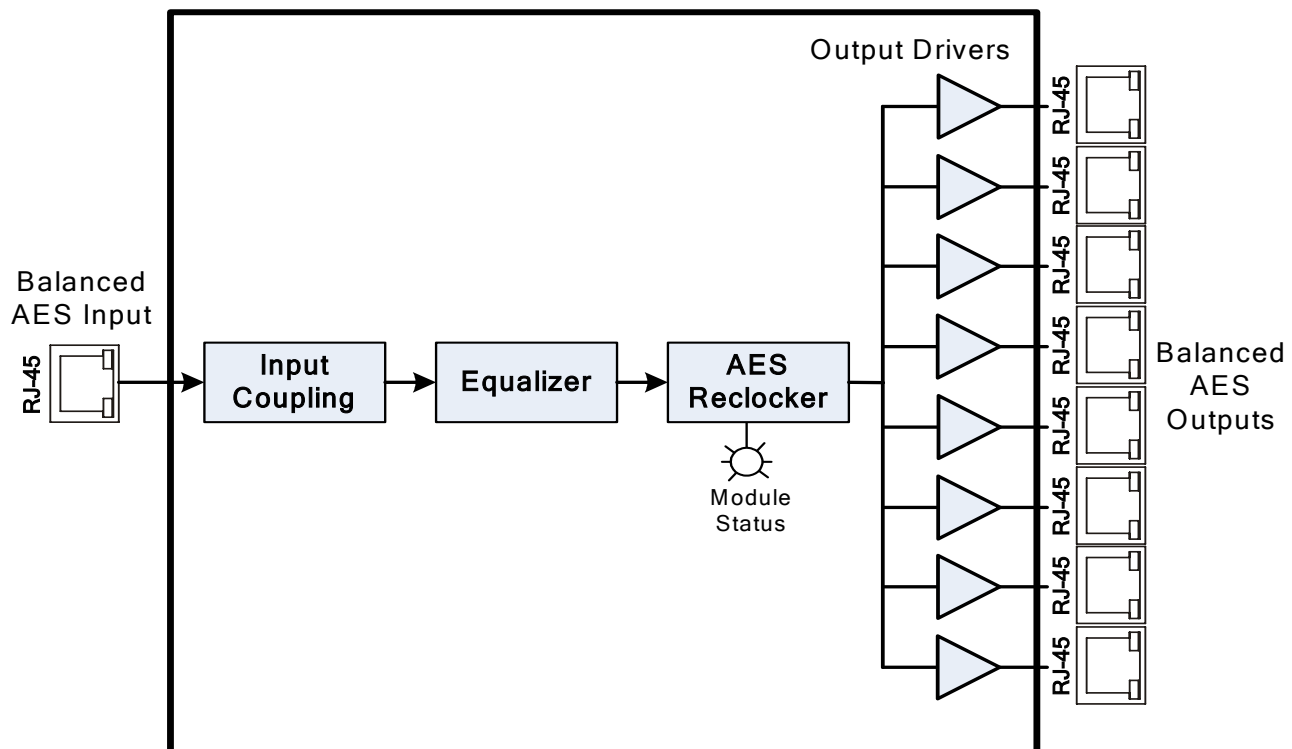 Output Drivers
RJ-45
RJ-45
RJ-45
Balanced
AES Input
RJ-45
Input
Coupling
Equalizer
AES
Reclocker
Module
Status
RJ-45
Balanced
AES
Outputs
RJ-45
RJ-45
RJ-45
RJ-45